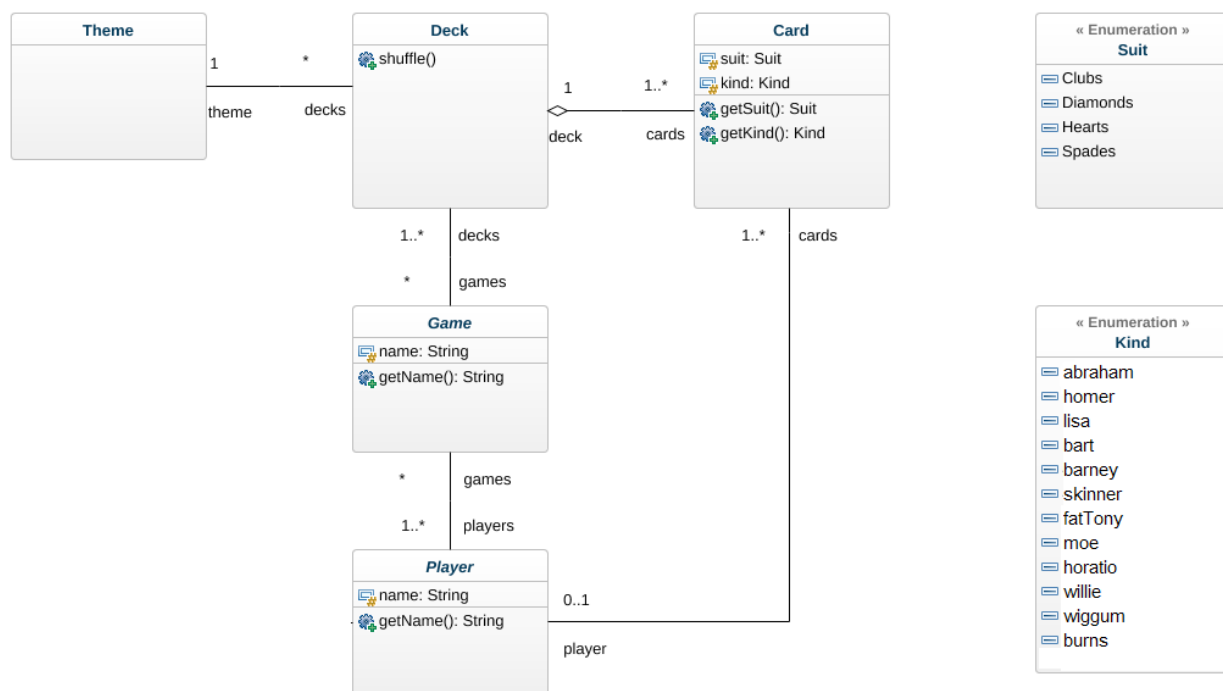 Theme
1
theme
*
decks
Deck
shuffle()
1
deck
1..*
cards
Card
suit: Suit
kind: Kind
getSuit(): Suit
getKind(): Kind
« Enumeration »
Suit
Clubs
Diamonds
Hearts
Spades
1..*
decks
*
games
1..*
cards
Game
name: String
getName(): String
*
games
1..*
players
Player
name: String
getName(): String
0..1
player
« Enumeration »
Kind
abraham
homer
lisa
bart
barney
skinner
fatTony
moe
horatio
willie
wiggum
burns